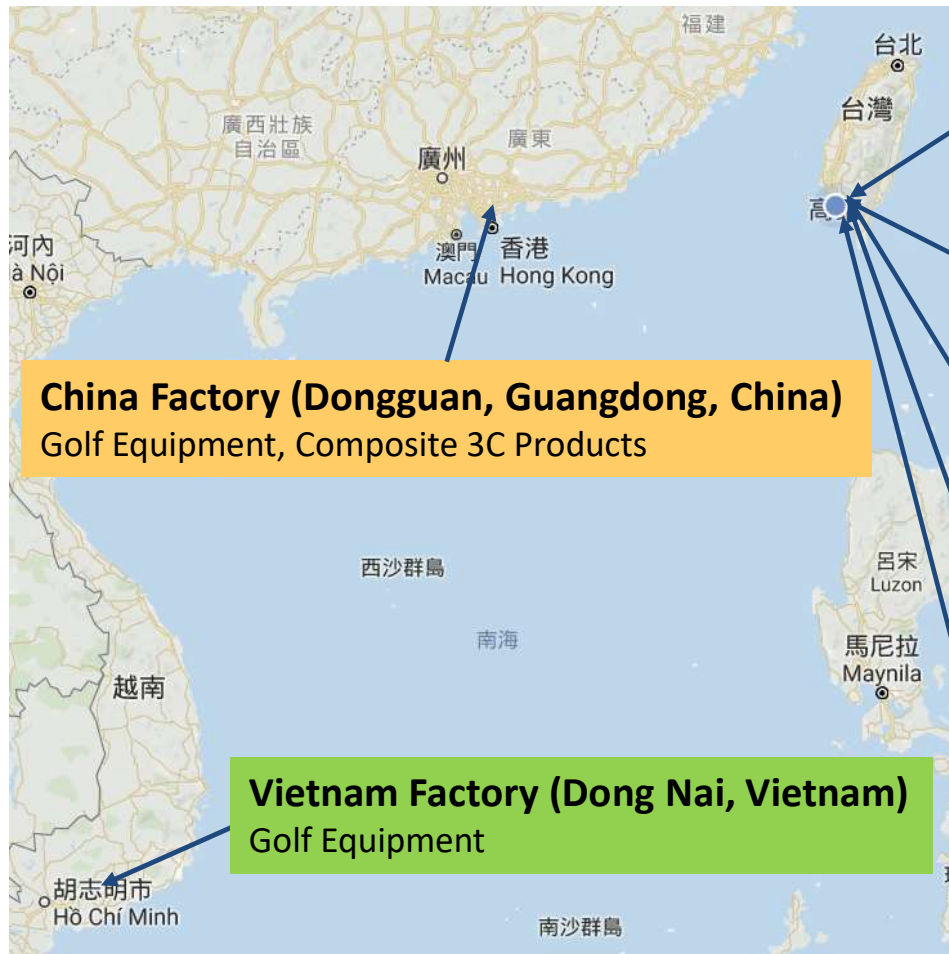 福建
台北
台灣
廣西壯族
自治區
廣東
廣州
高
河內
à Nội
澳門
Macau
香港
Hong Kong
China Factory (Dongguan, Guangdong, China)
Golf Equipment, Composite 3C Products
西沙群島
呂宋
Luzon
南海
馬尼拉
Maynila
越南
Vietnam Factory (Dong Nai, Vietnam)
Golf Equipment
胡志明市
Hồ Chí Minh
南沙群島